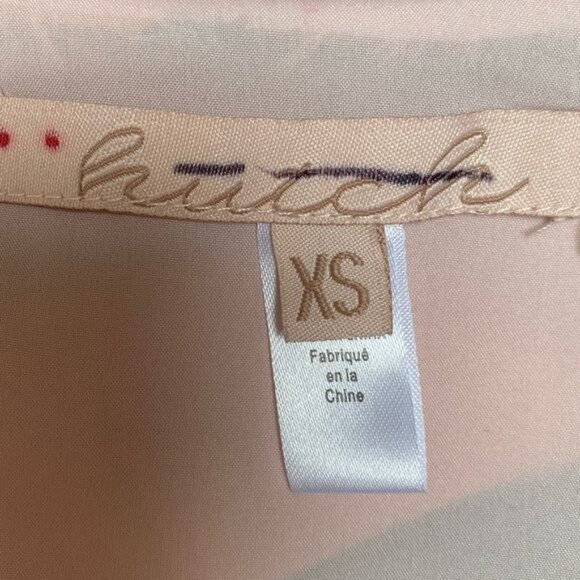 hutch
XS
Fabriqué
en la
Chine